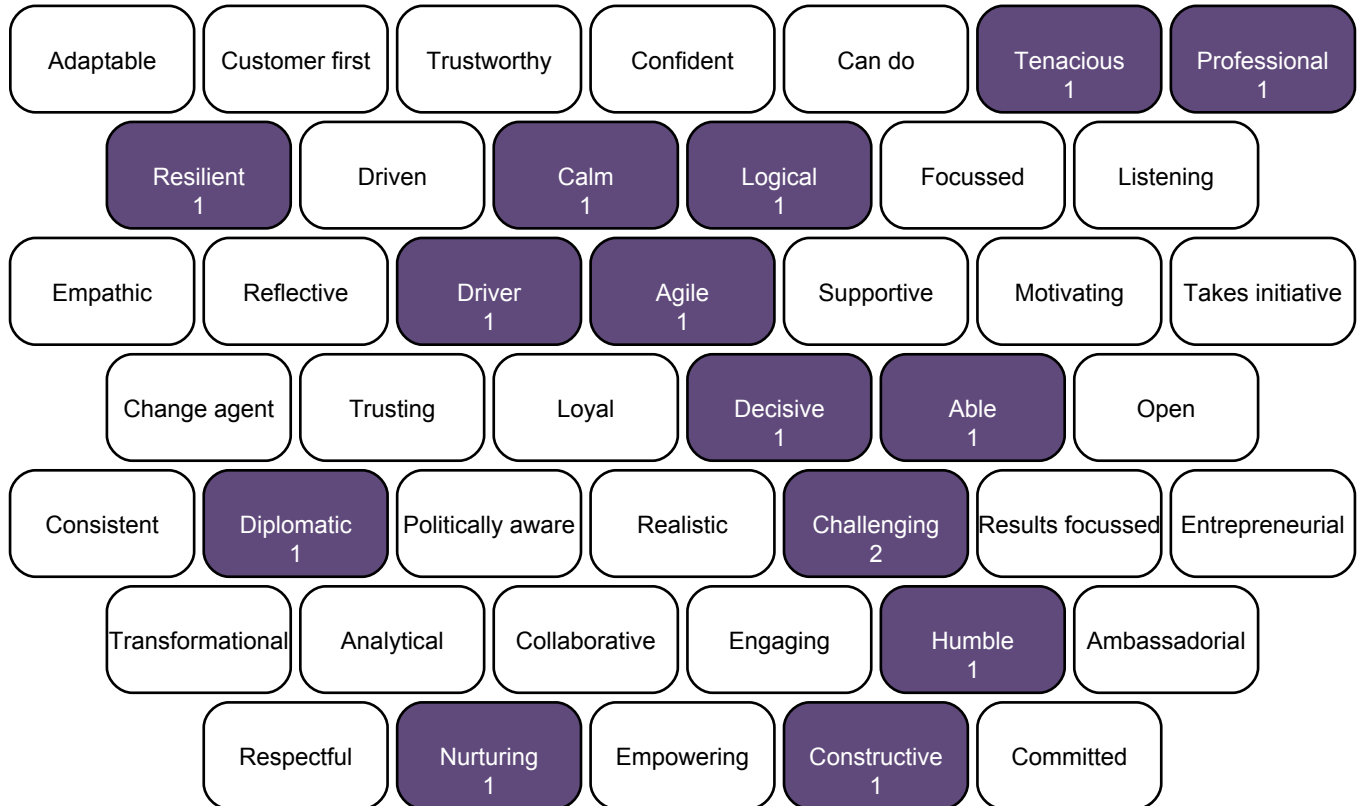 Adaptable Customer first Trustworthy Confident Can do Tenacious Professional
1 1
Resilient Driven Calm Logical Focussed Listening
1 1 1
Empathic Reflective Driver Agile Supportive Motivating Takes initiative
1 1
Change agent Trusting Loyal Decisive Able Open
1 1
Consistent Diplomatic Politically aware Realistic Challenging Results focussed Entrepreneurial
1 2
Transformational Analytical Collaborative Engaging Humble Ambassadorial
1
Respectful Nurturing Empowering Constructive Committed
1 1